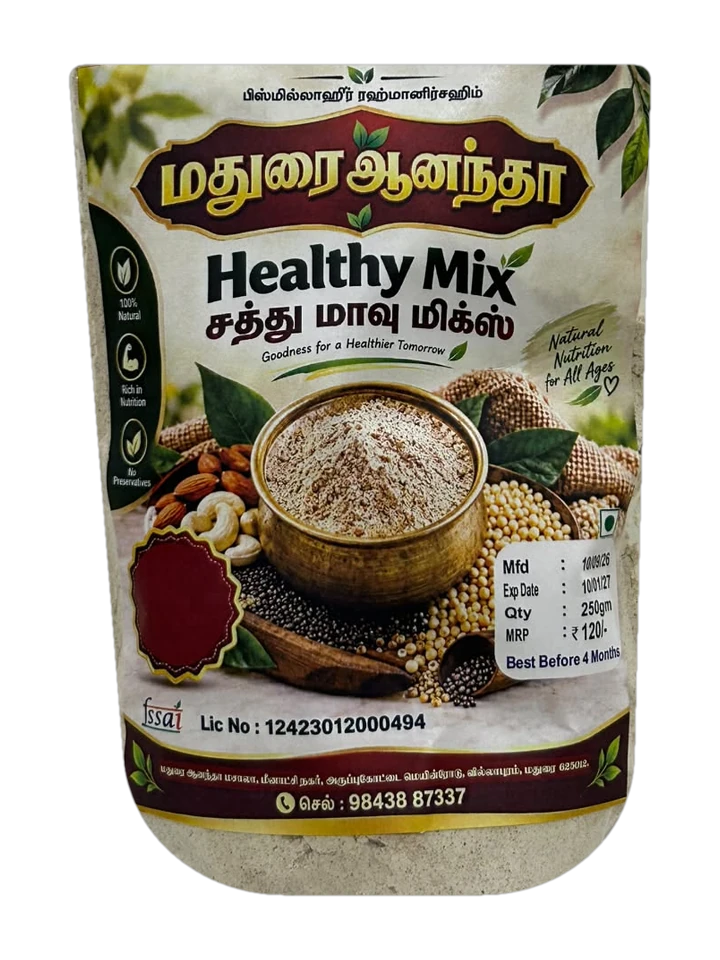 பிஸ்மில்லாஹிர் ரஹ்மானிர்ரஹிம்
மதுரை ஆனந்தா
Healthy Mix
சத்து மாவு மிக்ஸ்
Goodness for a Healthier Tomorrow
100%
Natural
Rich in
Nutrition
No
Preservatives
Natural
Nutrition
for All Ages
Mfd : 10/09/26
Exp Date : 10/01/27
Qty : 250gm
MRP : ₹ 120/-
Best Before 4 Months
fssai
Lic No : 12423012000494
மதுரை ஆனந்தா மசாலா, மீனாட்சி நகர், அருப்புகோட்டை மெயின்ரோடு, வில்லாபுரம், மதுரை 625012.
செல் : 98438 87337